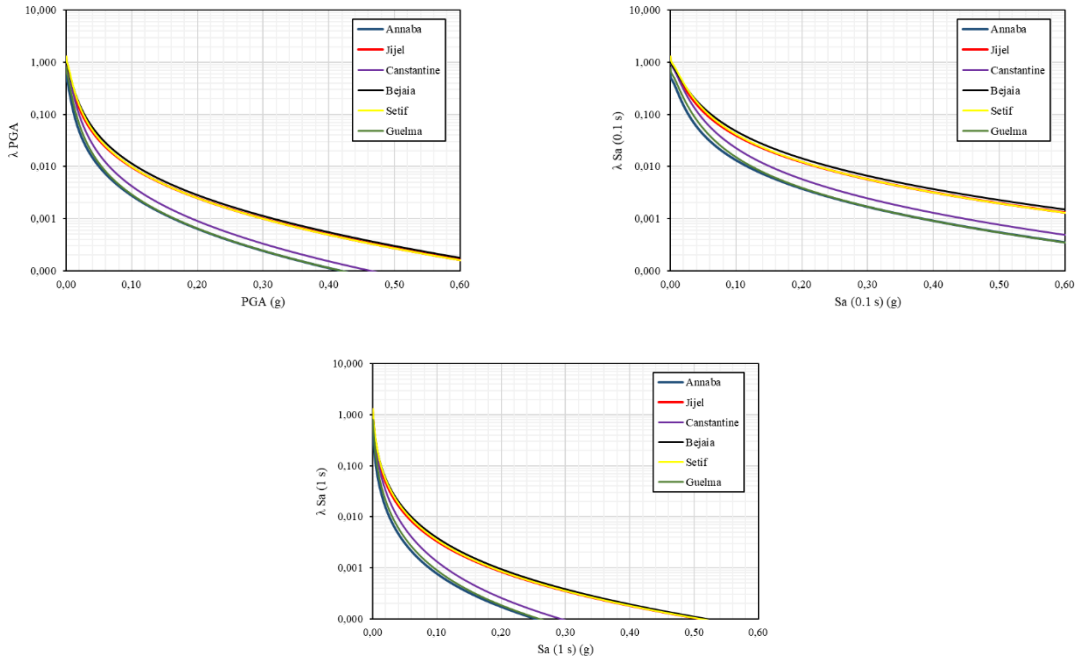 10,000
1,000
0,100
0,010
0,001
0,000
λ PGA
0,00 0,10 0,20 0,30 0,40 0,50 0,60
PGA (g)
Annaba
Jijel
Canstantine
Bejaia
Setif
Guelma
10,000
1,000
0,100
0,010
0,001
0,000
λ Sa (0.1 s)
0,00 0,10 0,20 0,30 0,40 0,50 0,60
Sa (0.1 s) (g)
Annaba
Jijel
Canstantine
Bejaia
Setif
Guelma
10,000
1,000
0,100
0,010
0,001
0,000
λ Sa (1 s)
0,00 0,10 0,20 0,30 0,40 0,50 0,60
Sa (1 s) (g)
Annaba
Jijel
Canstantine
Bejaia
Setif
Guelma